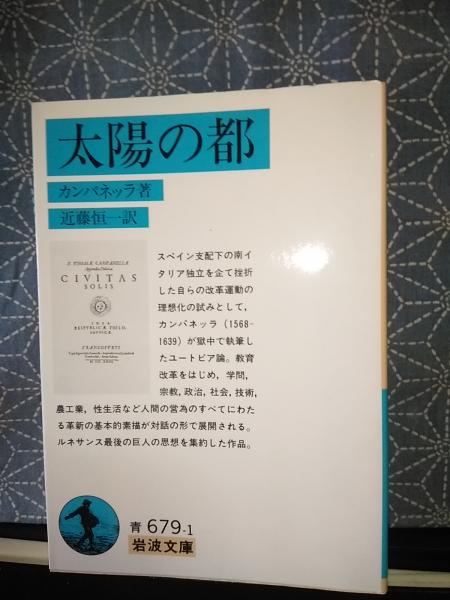 太陽の都
カンパネッラ著
近藤恒一訳
CIVITAS
SOLIS
スペイン支配下の南イ
タリア独立を企て挫折
した自らの改革運動の
理想化の試みとして,
カンパネッラ(1568-
1639)が獄中で執筆し
たユートピア論。教育
改革をはじめ, 学問,
宗教, 政治, 社会, 技術,
農工業, 性生活など人間の営為のすべてにわた
る革新の基本的素描が対話の形で展開される。
ルネサンス最後の巨人の思想を集約した作品。
青 679-1
岩波文庫